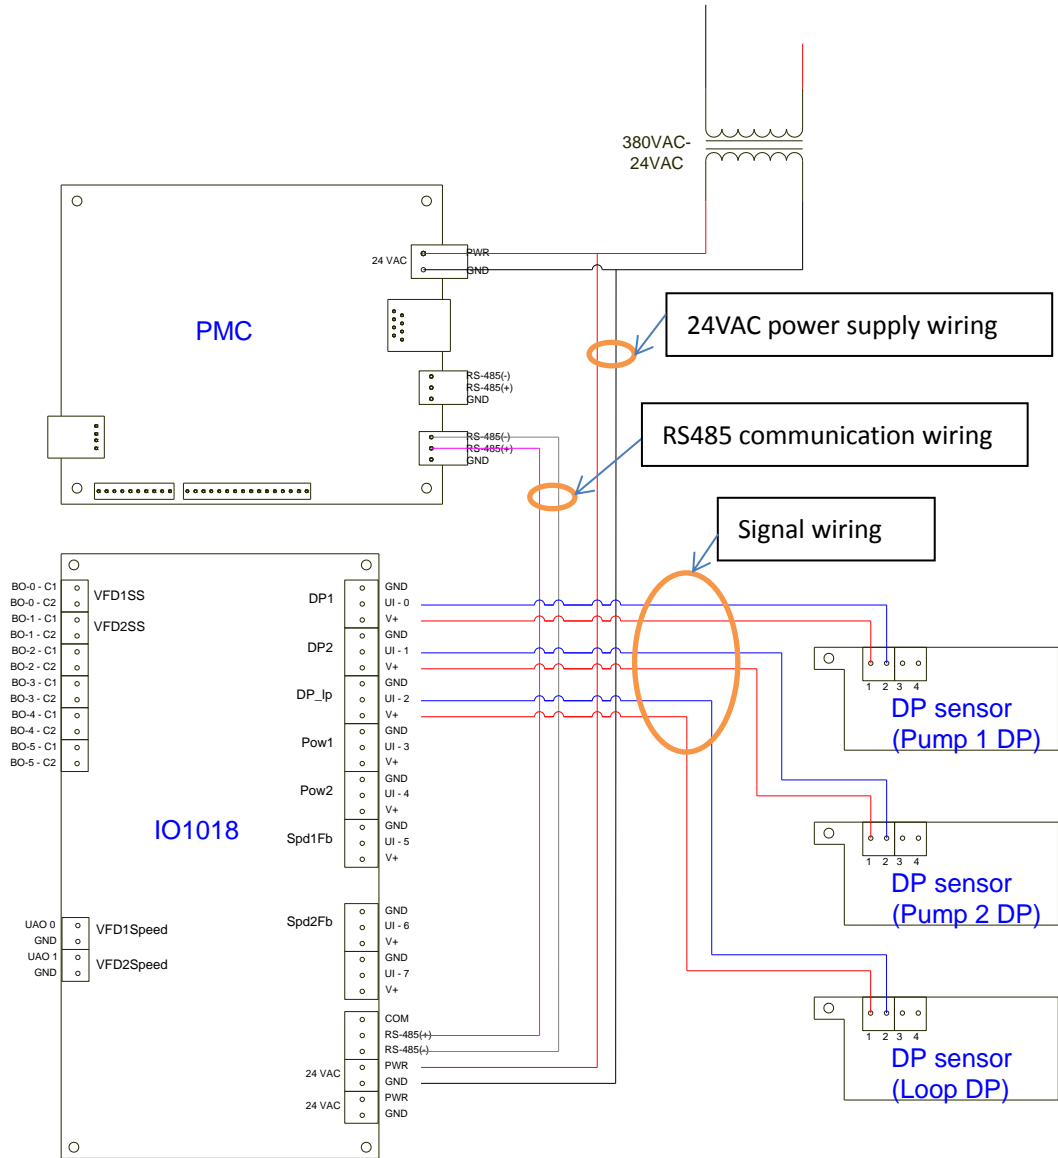 380VAC-
24VAC
24 VAC
PWR
GND
PMC
24VAC power supply wiring
RS-485(-)
RS-485(+)
GND
RS485 communication wiring
RS-485(-)
RS-485(+)
GND
Signal wiring
BO-0 - C1
BO-0 - C2
VFD1SS
BO-1 - C1
BO-1 - C2
VFD2SS
BO-2 - C1
BO-2 - C2
BO-3 - C1
BO-3 - C2
BO-4 - C1
BO-4 - C2
BO-5 - C1
BO-5 - C2
DP1
GND
UI - 0
V+
DP2
GND
UI - 1
V+
DP_lp
GND
UI - 2
V+
Pow1
GND
UI - 3
V+
Pow2
GND
UI - 4
V+
Spd1Fb
GND
UI - 5
V+
IO1018
Spd2Fb
GND
UI - 6
V+
GND
UI - 7
V+
UAO 0
GND
VFD1Speed
UAO 1
GND
VFD2Speed
COM
RS-485(+)
RS-485(-)
24 VAC
PWR
GND
24 VAC
PWR
GND
1 2 3 4
DP sensor
(Pump 1 DP)
1 2 3 4
DP sensor
(Pump 2 DP)
1 2 3 4
DP sensor
(Loop DP)